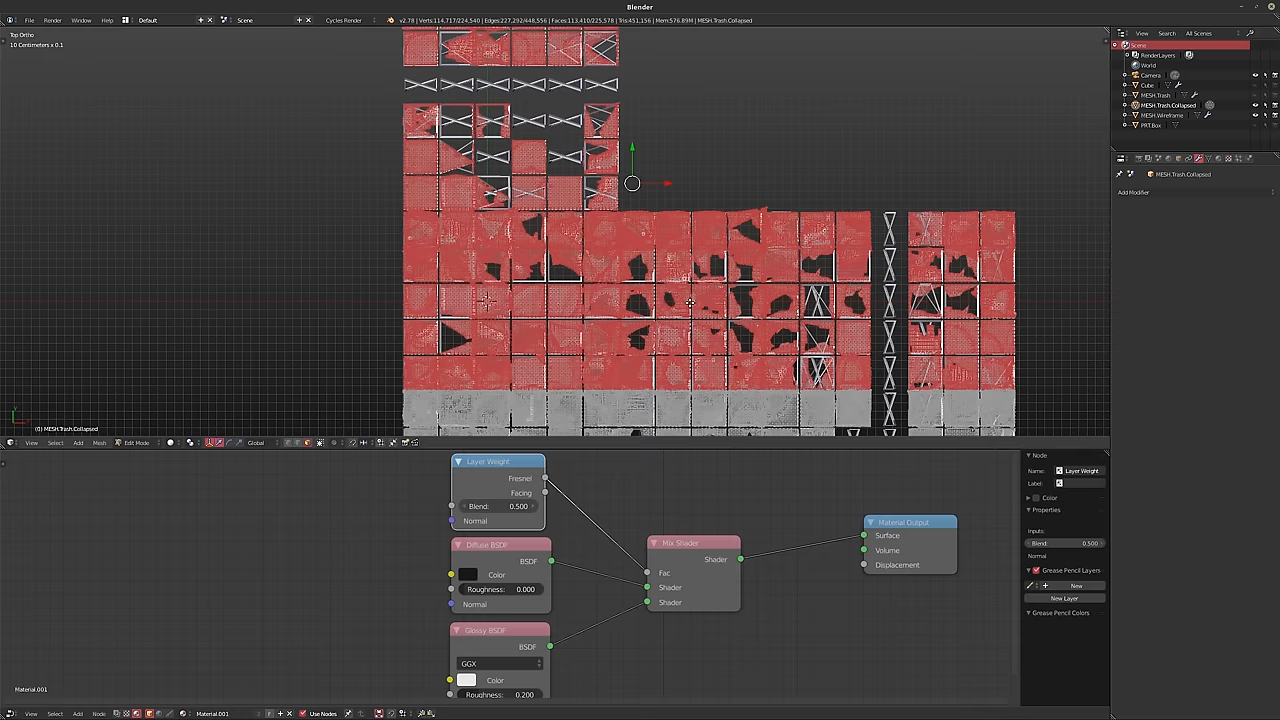 Blender
File
Render
Window
Help
Default
Scene
Cycles Render
v2.78 | Verts:114,717/224,540 | Edges:227,292/448,556 | Faces:113,410/225,578 | Tris:451,156 | Mem:576.89M | MESH.Trash.Collapsed
Top Ortho
10 Centimeters x 0.1
View
Search
All Scenes
Scene
RenderLayers
World
Camera
Cube
MESH.Trash
MESH.Trash.Collapsed
MESH.Wireframe
PRT.Box
MESH.Trash.Collapsed
Add Modifier
(0) MESH.Trash.Collapsed
View
Select
Add
Mesh
Edit Mode
Global
Layer Weight
Fresnel
Facing
Blend: 0.500
Normal
Diffuse BSDF
BSDF
Color
Roughness: 0.000
Normal
Glossy BSDF
BSDF
GGX
Color
Roughness: 0.200
Mix Shader
Shader
Fac
Shader
Shader
Material Output
Surface
Volume
Displacement
Node
Name: Layer Weight
Label:
Color
Properties
Inputs:
Blend: 0.500
Normal
Grease Pencil Layers
New
New Layer
Grease Pencil Colors
Material.001
View
Select
Add
Node
Material.001
F
Use Nodes